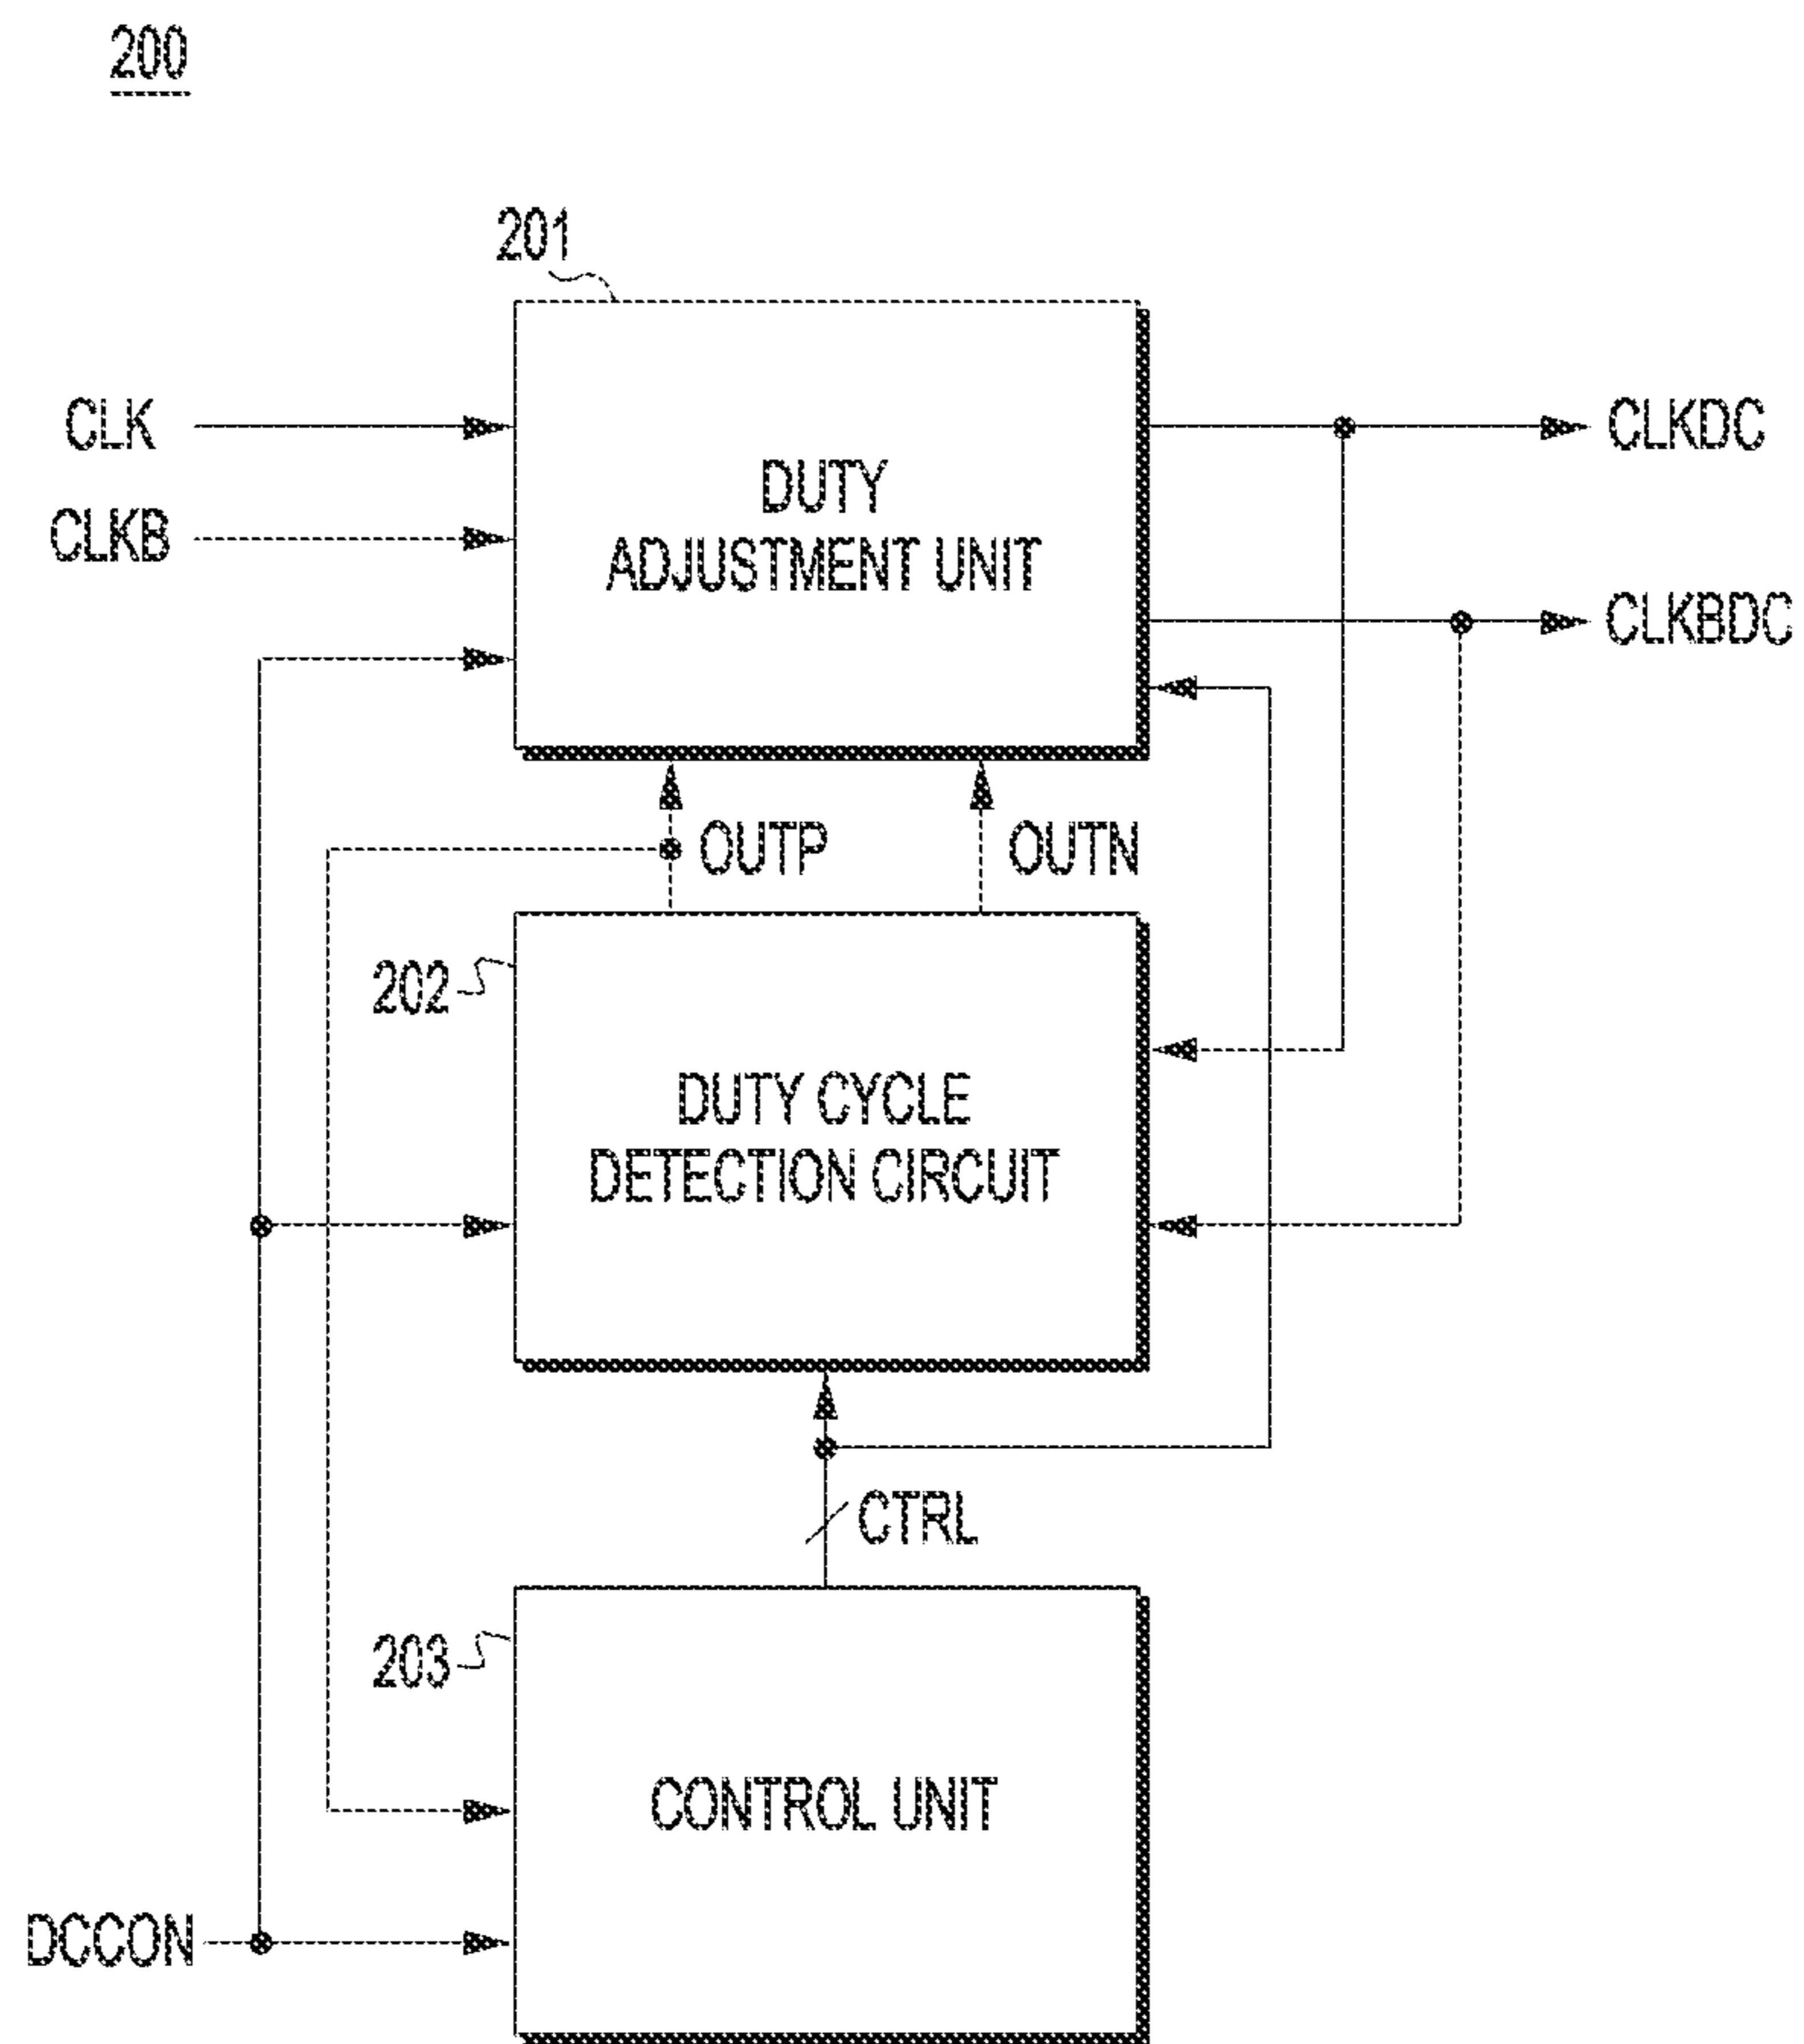 200
201
CLK
CLKB
DUTY
ADJUSTMENT UNIT
CLKDC
CLKBDC
OUTP
OUTN
202
DUTY CYCLE
DETECTION CIRCUIT
CTRL
203
CONTROL UNIT
DCCON